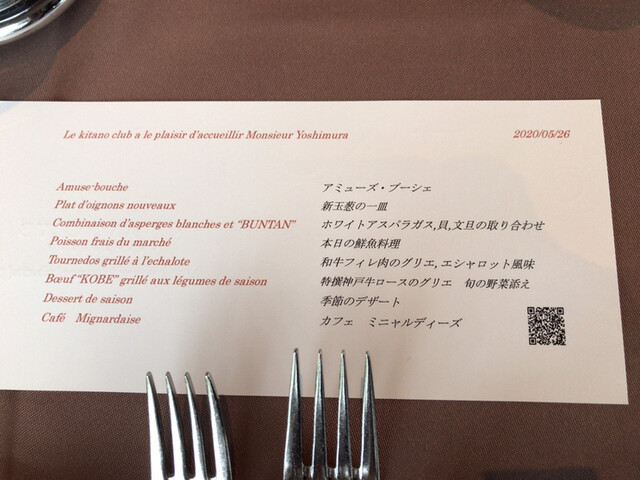 Le kitano club a le plaisir d'accueillir Monsieur Yoshimura 2020/05/26
Amuse-bouche アミューズ・ブーシェ
Plat d'oignons nouveaux 新玉葱の一皿
Combinaison d'asperges blanches et "BUNTAN" ホワイトアスパラガス,貝,文旦の取り合わせ
Poisson frais du marché 本日の鮮魚料理
Tournedos grillé à l'echalote 和牛フィレ肉のグリエ, エシャロット風味
Bœuf "KOBE" grillé aux légumes de saison 特撰神戸牛ロースのグリエ 旬の野菜添え
Dessert de saison 季節のデザート
Café Mignardaise カフェ ミニャルディーズ